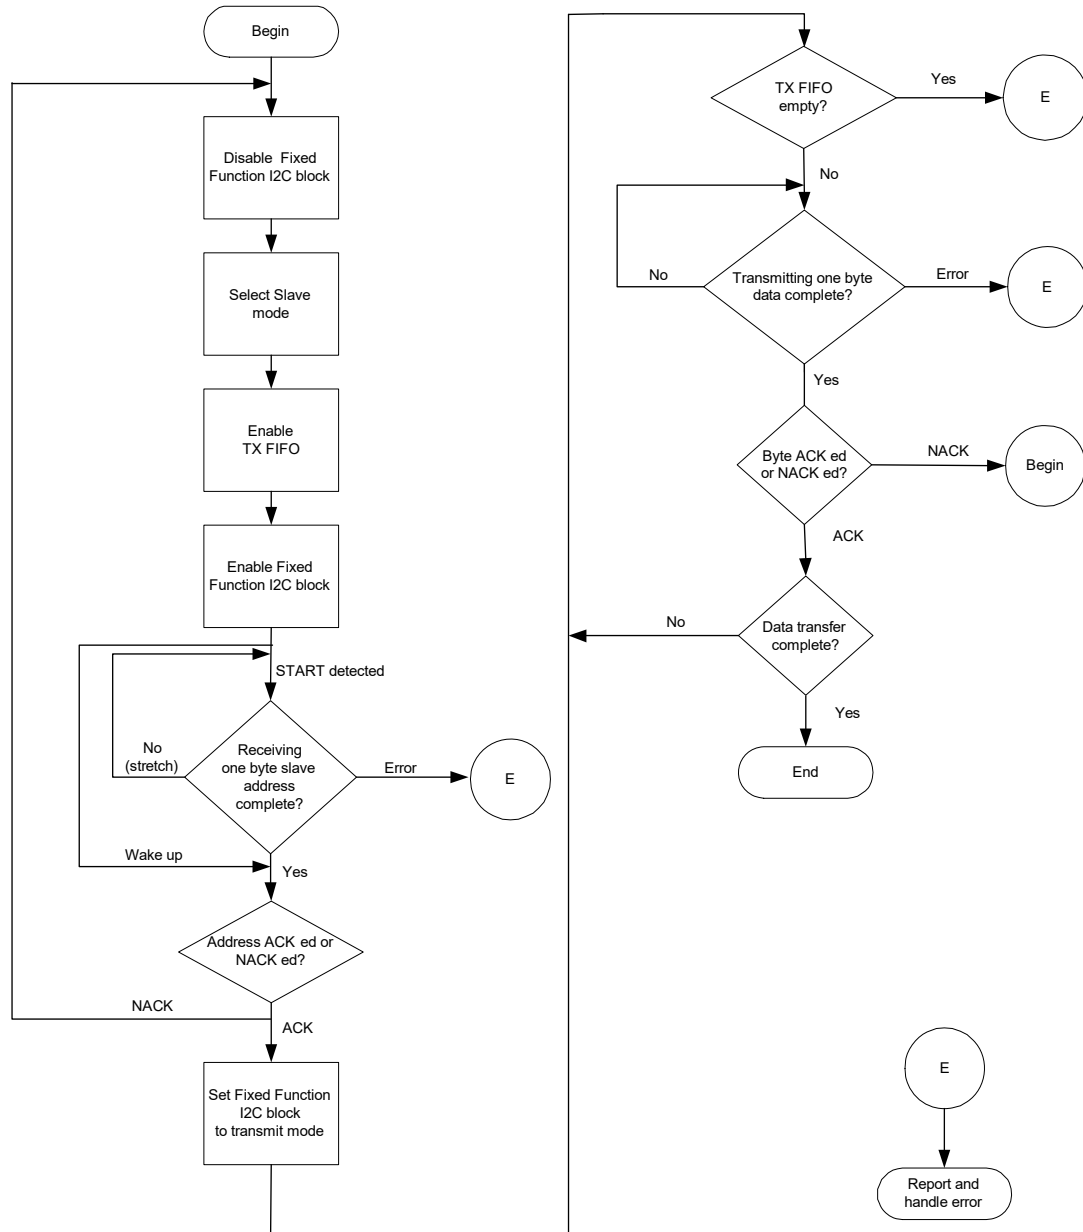 Begin
Disable Fixed
Function I2C block
Select Slave
mode
Enable
TX FIFO
Enable Fixed
Function I2C block
START detected
No
(stretch)
Receiving
one byte slave
address
complete?
Error
E
Wake up
Yes
Address ACK ed or
NACK ed?
NACK
ACK
Set Fixed Function
I2C block
to transmit mode
TX FIFO
empty?
Yes
E
No
No
Transmitting one byte
data complete?
Error
E
Yes
Byte ACK ed
or NACK ed?
NACK
Begin
ACK
No
Data transfer
complete?
Yes
End
E
Report and
handle error